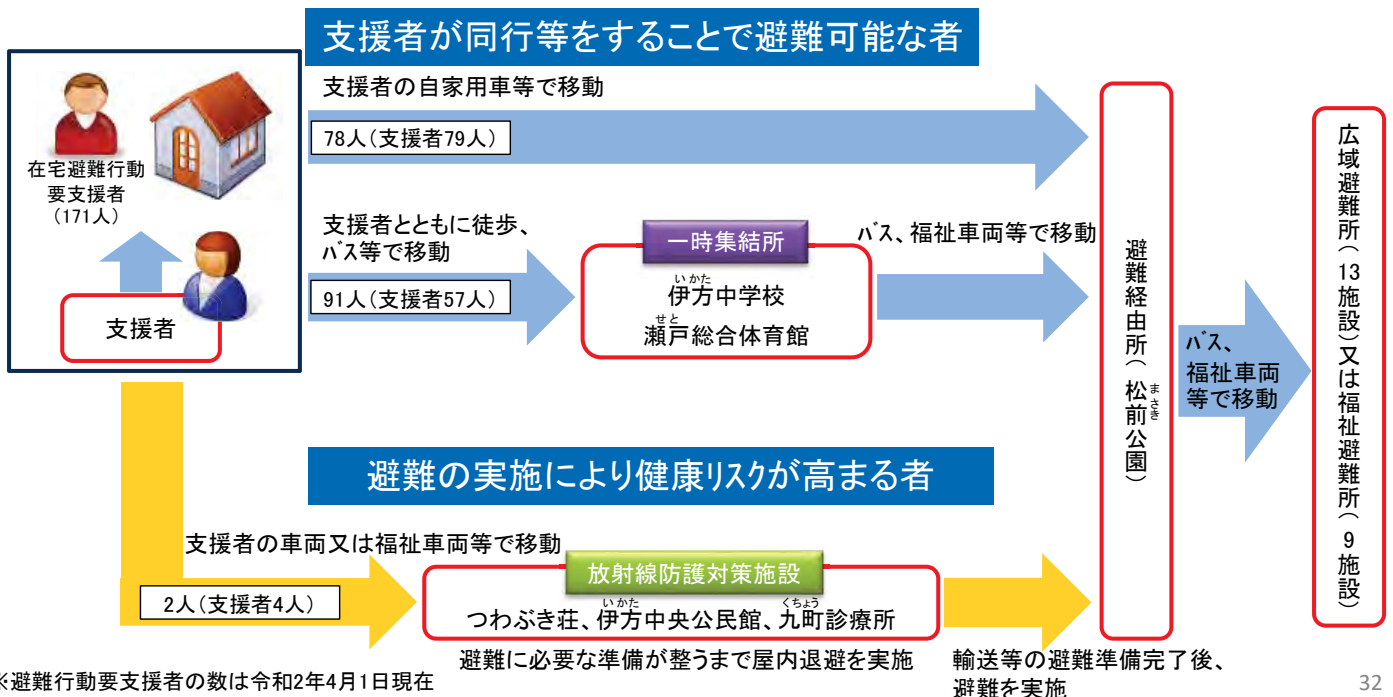 支援者が同行等をすることで避難可能な者
在宅避難行動
要支援者
（171人）
支援者
支援者の自家用車等で移動
78人（支援者79人）
支援者とともに徒歩、
バス等で移動
91人（支援者57人）
一時集結所
いかた
伊方中学校
せと
瀬戸総合体育館
バス、福祉車両等で移動
避難経由所（松前公園）
まさき
バス、
福祉車両
等で移動
広域避難所（13施設）又は福祉避難所（9施設）
避難の実施により健康リスクが高まる者
支援者の車両又は福祉車両等で移動
2人（支援者4人）
放射線防護対策施設
いかた くちょう
つわぶき荘、伊方中央公民館、九町診療所
避難に必要な準備が整うまで屋内退避を実施
輸送等の避難準備完了後、
避難を実施
※避難行動要支援者の数は令和2年4月1日現在
32